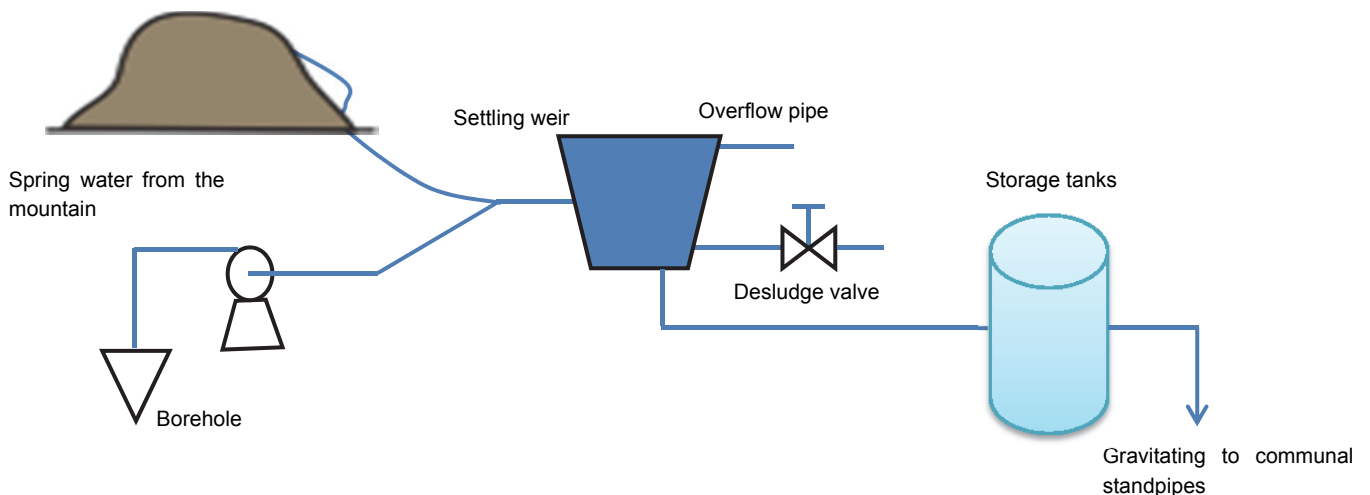 Settling weir
Overflow pipe
Spring water from the
mountain
Storage tanks
Desludge valve
Borehole
Gravitating to communal
standpipes